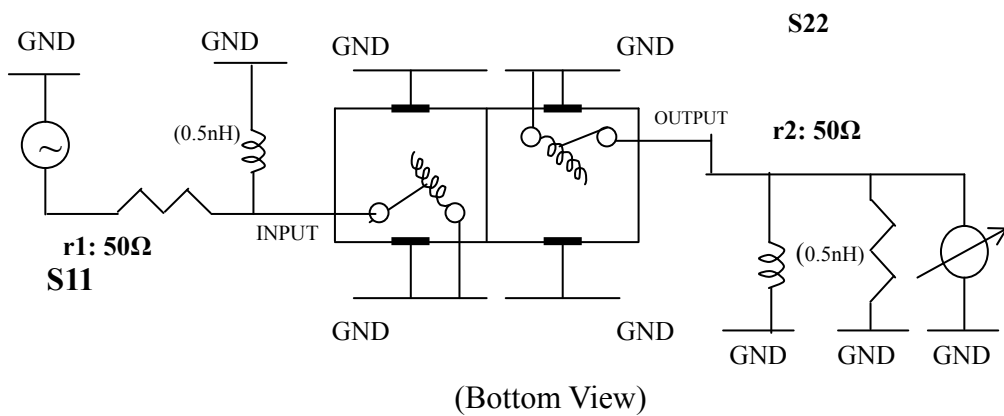 S22
GND
GND
GND
GND
(0.5nH)
OUTPUT
r2: 50Ω
INPUT
r1: 50Ω
S11
(0.5nH)
GND
GND
GND
GND
GND
(Bottom View)